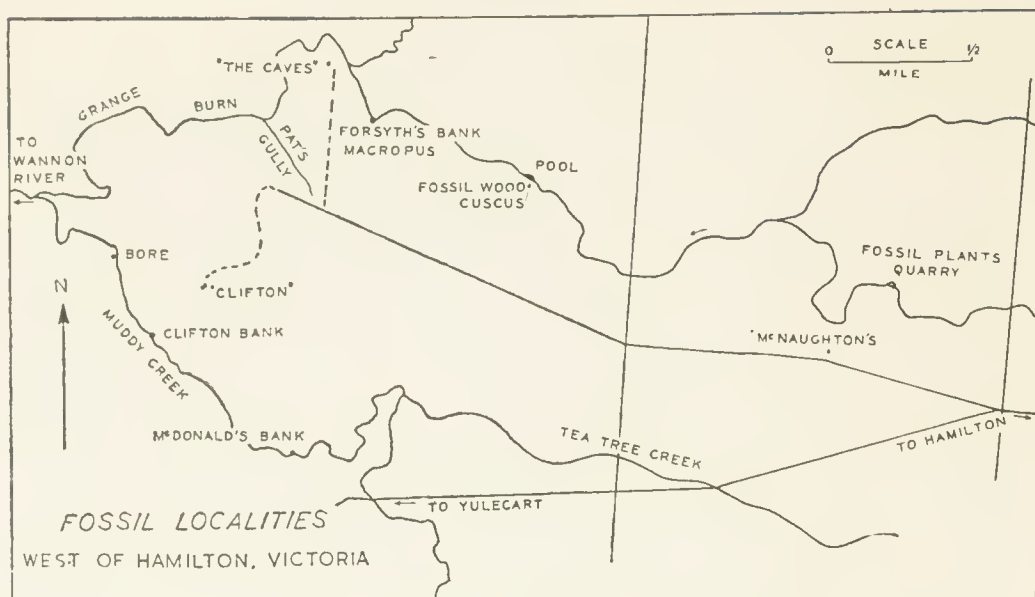 "THE CAVES"
0 SCALE 1/2
MILE
GRANGE BURN
PAT'S
GULLY
FORSYTH'S BANK
MACROPUS
TO
WANNON
RIVER
POOL
FOSSIL WOOD
CUSCUS
FOSSIL PLANTS
QUARRY
BORE
N
"CLIFTON"
CLIFTON BANK
MUDDY CREEK
"McNAUGHTON'S
McDONALD'S BANK
TEA TREE CREEK
TO HAMILTON
TO YULECART
FOSSIL LOCALITIES
WEST OF HAMILTON, VICTORIA